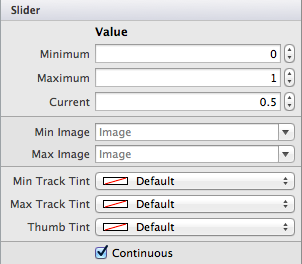 Slider
Value
Minimum 0
Maximum 1
Current 0.5
Min Image Image
Max Image Image
Min Track Tint Default
Max Track Tint Default
Thumb Tint Default
Continuous